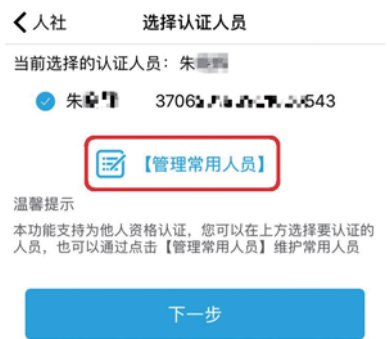 人社
选择认证人员
当前选择的认证人员：朱
朱 3706 543
【管理常用人员】
温馨提示
本功能支持为他人资格认证，您可以在上方选择要认证的
人员，也可以通过点击【管理常用人员】维护常用人员
下一步